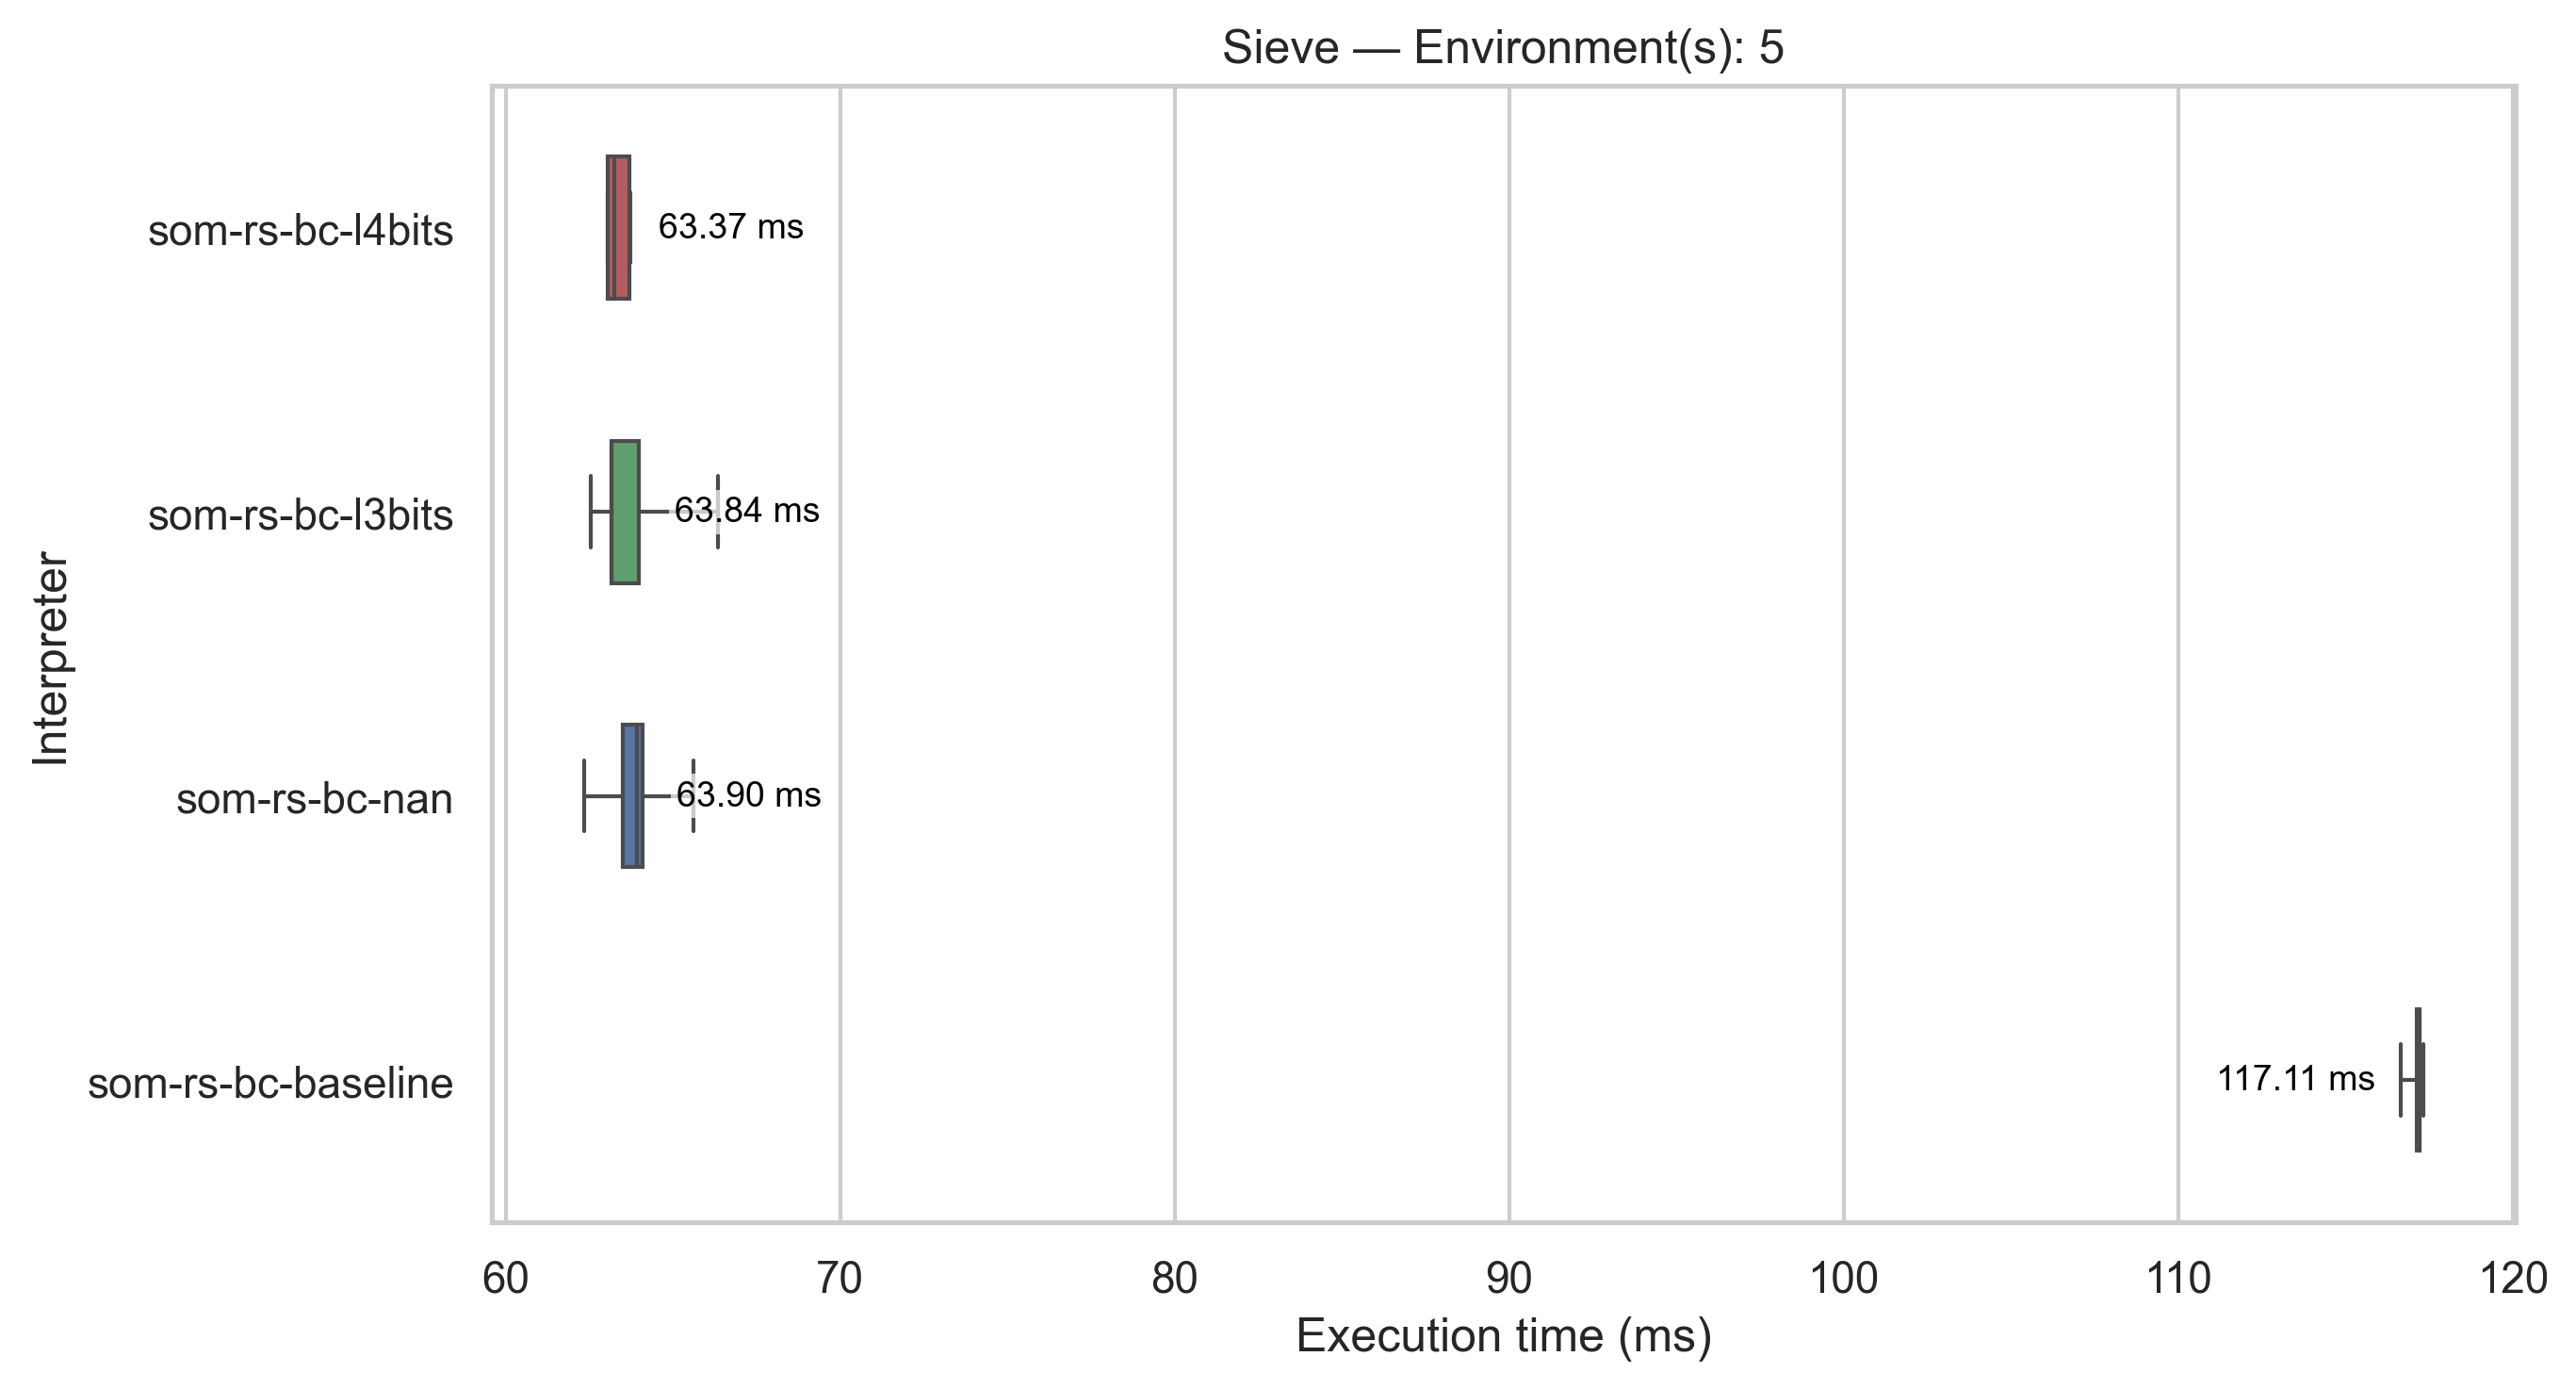 Sieve — Environment(s): 5
som-rs-bc-l4bits
63.37 ms
som-rs-bc-l3bits
63.84 ms
Interpreter
som-rs-bc-nan
63.90 ms
som-rs-bc-baseline
117.11 ms
60 70 80 90 100 110 120
Execution time (ms)